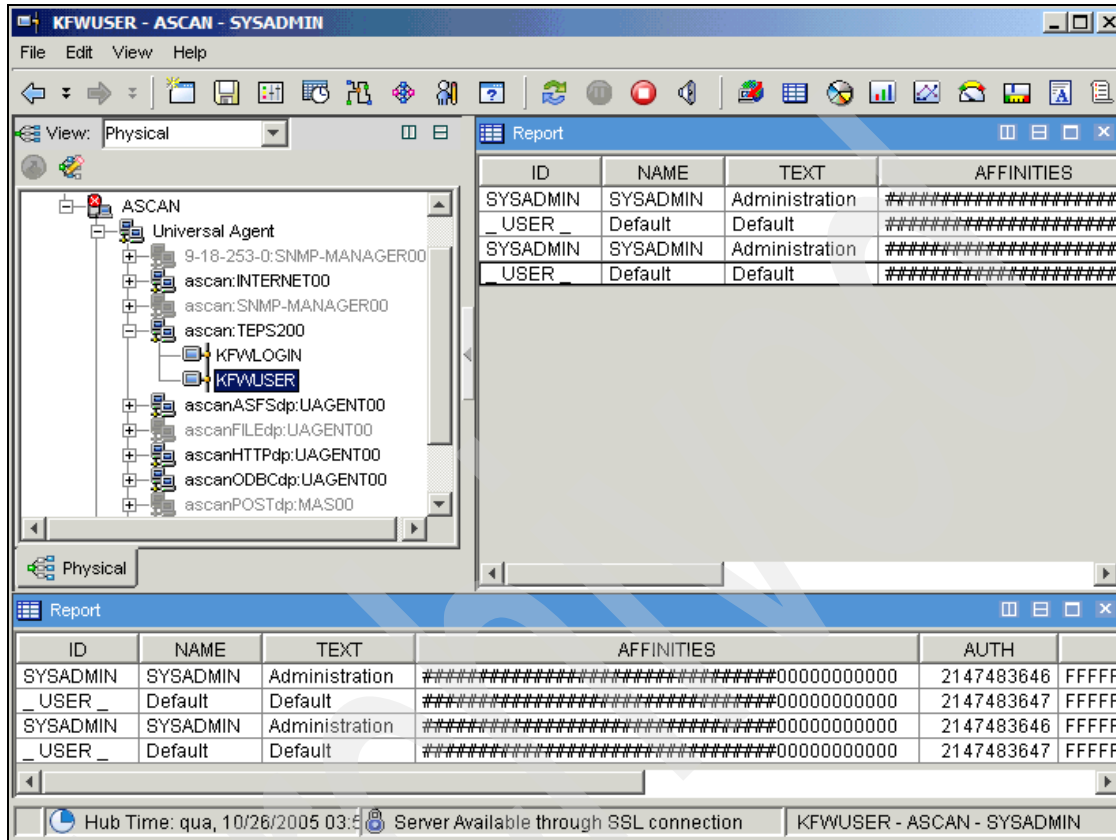 KFWUSER - ASCAN - SYSADMIN
File Edit View Help
View: Physical
ASCAN
Universal Agent
9-18-253-0:SNMP-MANAGER00
ascan:INTERNET00
ascan:SNMP-MANAGER00
ascan:TEPS200
KFWLOGIN
KFWUSER
ascanASFSdp:UAGENT00
ascanFILEdp:UAGENT00
ascanHTTPdp:UAGENT00
ascanODBCdp:UAGENT00
ascanPOSTdp:MAS00
Physical
Report
ID NAME TEXT AFFINITIES
SYSADMIN SYSADMIN Administration ######################
_ USER _ Default Default ######################
SYSADMIN SYSADMIN Administration ######################
_ USER _ Default Default ######################
Report
ID NAME TEXT AFFINITIES AUTH
SYSADMIN SYSADMIN Administration ################################00000000000 2147483646 FFFFF
_ USER _ Default Default ################################00000000000 2147483647 FFFFF
SYSADMIN SYSADMIN Administration ################################00000000000 2147483646 FFFFF
_ USER _ Default Default ################################00000000000 2147483647 FFFFF
Hub Time: qua, 10/26/2005 03:5 Server Available through SSL connection KFWUSER - ASCAN - SYSADMIN